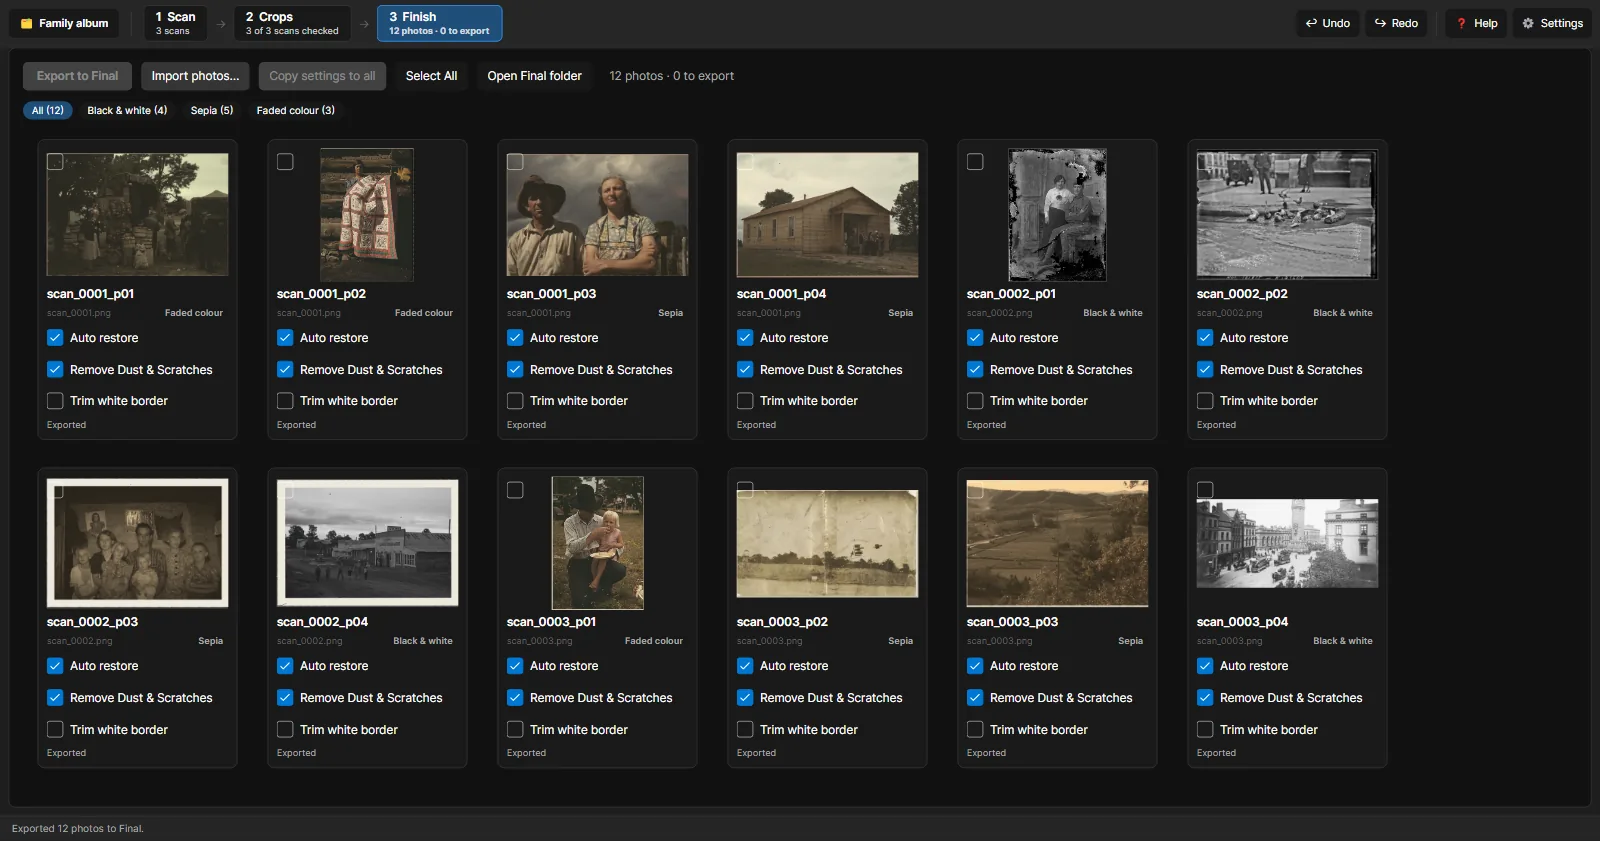 Family album
1 Scan
3 scans
→
2 Crops
3 of 3 scans checked
→
3 Finish
12 photos · 0 to export
Undo
Redo
Help
Settings
Export to Final
Import photos...
Copy settings to all
Select All
Open Final folder
12 photos · 0 to export
All (12)
Black & white (4)
Sepia (5)
Faded colour (3)
scan_0001_p01
scan_0001.png
Faded colour
Auto restore
Remove Dust & Scratches
Trim white border
Exported
scan_0001_p02
scan_0001.png
Faded colour
Auto restore
Remove Dust & Scratches
Trim white border
Exported
scan_0001_p03
scan_0001.png
Sepia
Auto restore
Remove Dust & Scratches
Trim white border
Exported
scan_0001_p04
scan_0001.png
Sepia
Auto restore
Remove Dust & Scratches
Trim white border
Exported
scan_0002_p01
scan_0002.png
Black & white
Auto restore
Remove Dust & Scratches
Trim white border
Exported
scan_0002_p02
scan_0002.png
Black & white
Auto restore
Remove Dust & Scratches
Trim white border
Exported
scan_0002_p03
scan_0002.png
Sepia
Auto restore
Remove Dust & Scratches
Trim white border
Exported
scan_0002_p04
scan_0002.png
Black & white
Auto restore
Remove Dust & Scratches
Trim white border
Exported
scan_0003_p01
scan_0003.png
Faded colour
Auto restore
Remove Dust & Scratches
Trim white border
Exported
scan_0003_p02
scan_0003.png
Sepia
Auto restore
Remove Dust & Scratches
Trim white border
Exported
scan_0003_p03
scan_0003.png
Sepia
Auto restore
Remove Dust & Scratches
Trim white border
Exported
scan_0003_p04
scan_0003.png
Black & white
Auto restore
Remove Dust & Scratches
Trim white border
Exported
Exported 12 photos to Final.